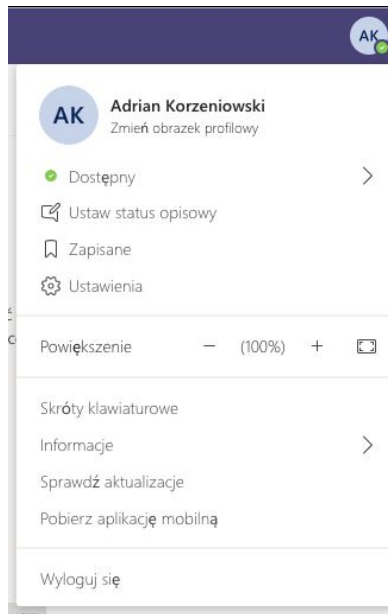 AK
AK
Adrian Korzeniowski
Zmień obrazek profilowy
Dostępny
Ustaw status opisowy
Zapisane
Ustawienia
Powiększenie − (100%) +
Skróty klawiaturowe
Informacje
Sprawdź aktualizacje
Pobierz aplikację mobilną
Wyloguj się